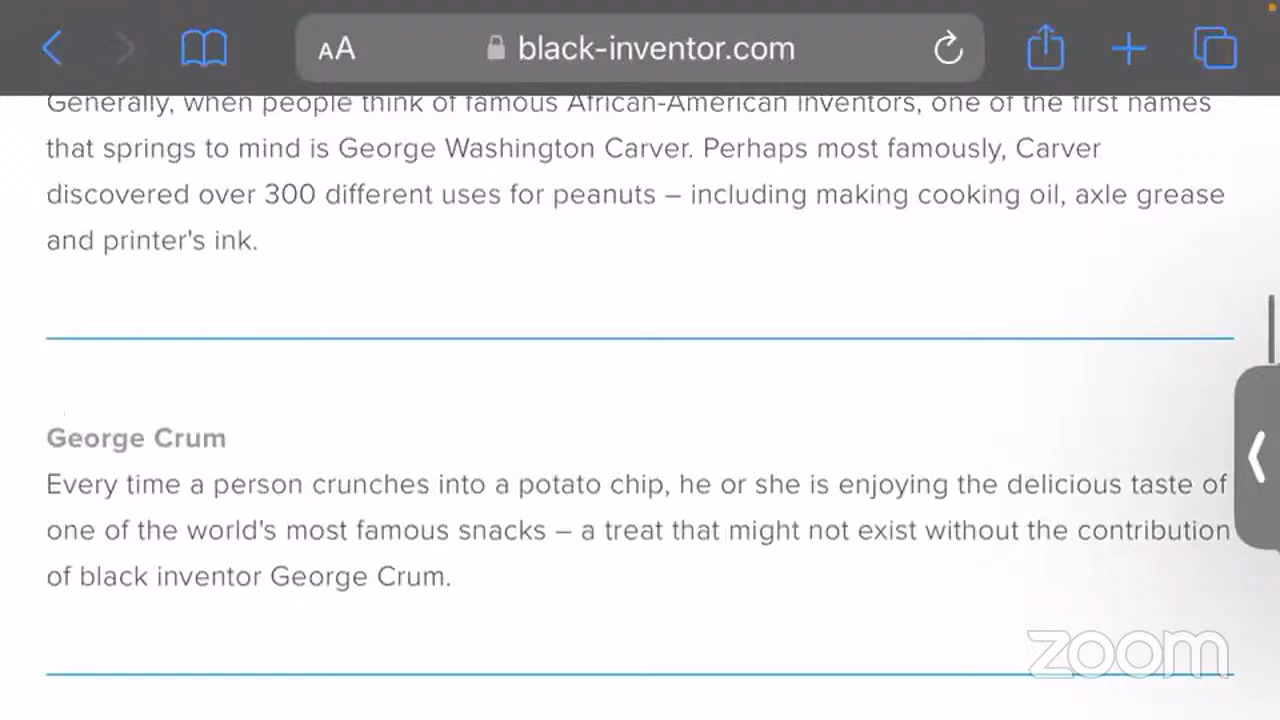 AA black-inventor.com
Generally, when people think of famous African-American inventors, one of the first names
that springs to mind is George Washington Carver. Perhaps most famously, Carver
discovered over 300 different uses for peanuts – including making cooking oil, axle grease
and printer's ink.
George Crum
Every time a person crunches into a potato chip, he or she is enjoying the delicious taste of
one of the world's most famous snacks – a treat that might not exist without the contribution
of black inventor George Crum.
zoom